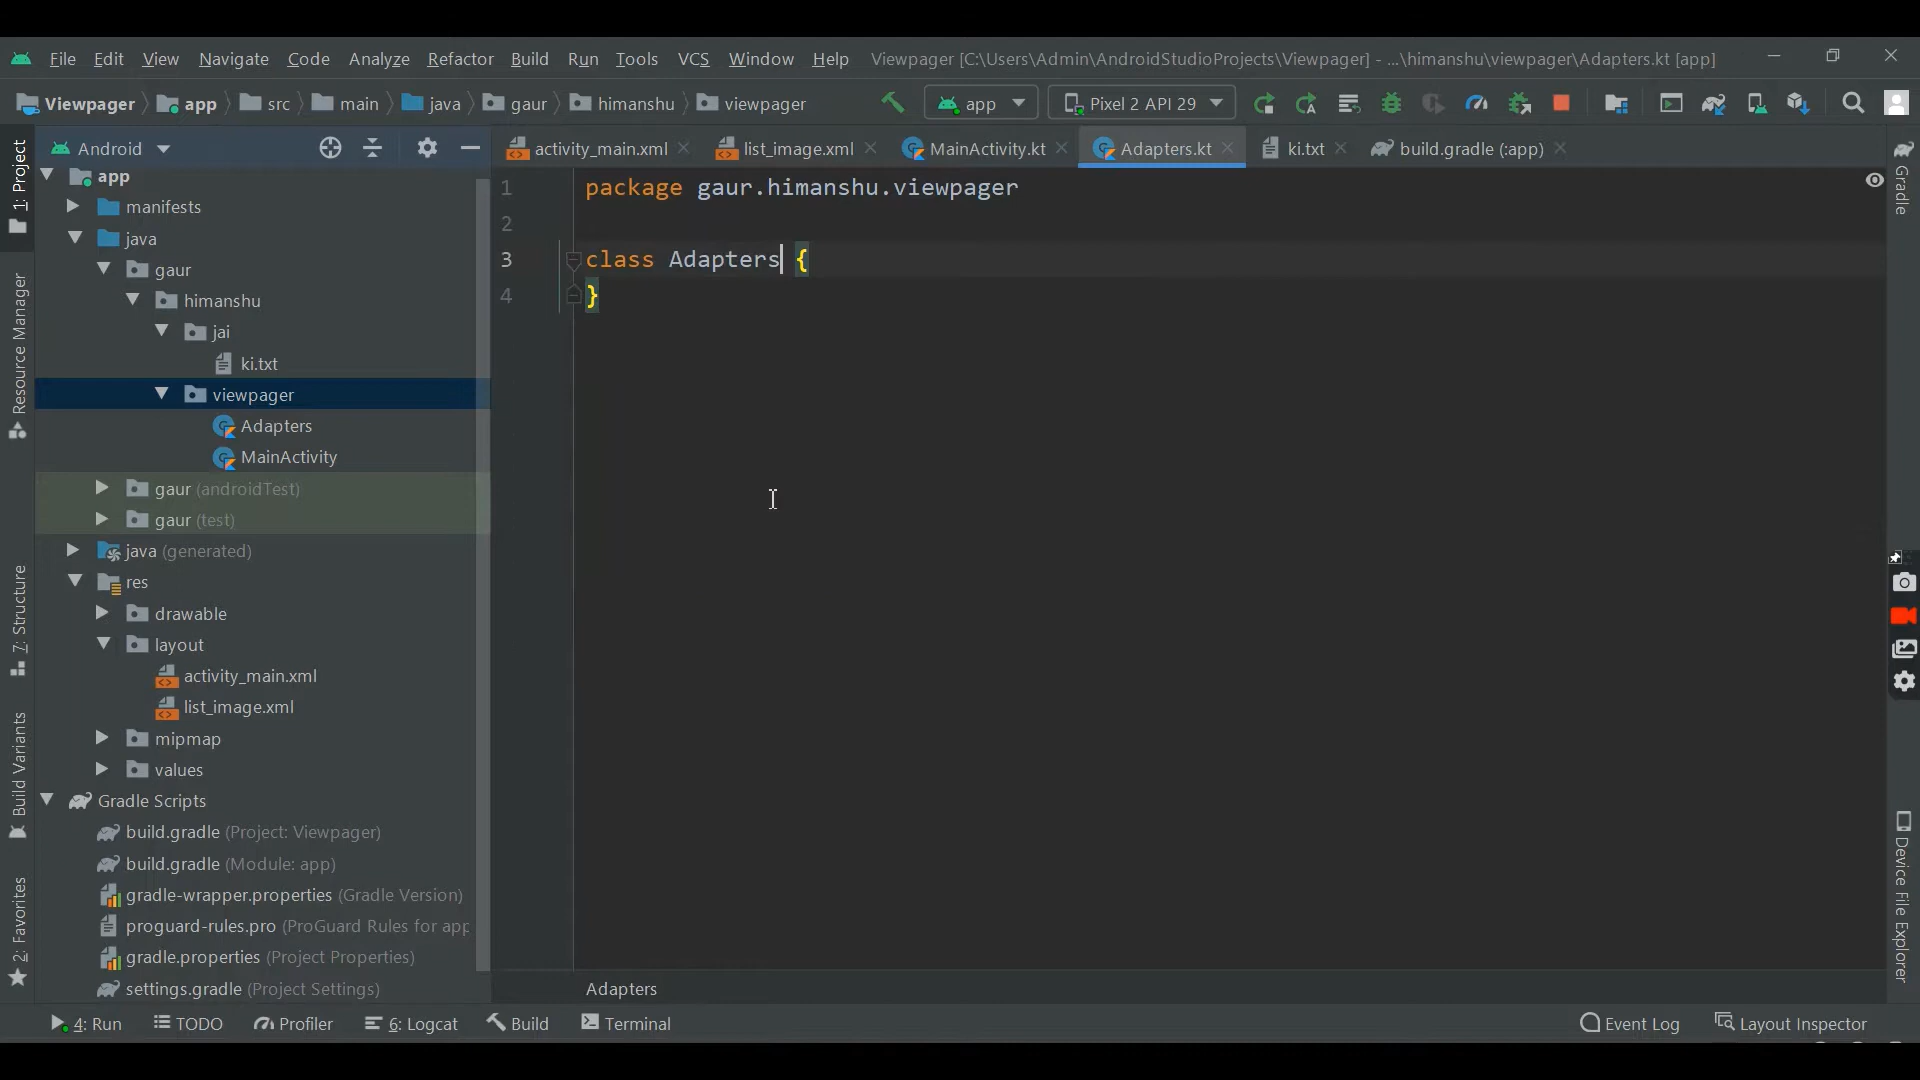 File Edit View Navigate Code Analyze Refactor Build Run Tools VCS Window Help Viewpager [C:\Users\Admin\AndroidStudioProjects\Viewpager] - ...\himanshu\viewpager\Adapters.kt [app]
Viewpager app src main java gaur himanshu viewpager app Pixel 2 API 29
Android activity_main.xml list_image.xml MainActivity.kt Adapters.kt ki.txt build.gradle (:app)
1: Project
Resource Manager
7: Structure
Build Variants
2: Favorites
app
manifests
java
gaur
himanshu
jai
ki.txt
viewpager
Adapters
MainActivity
gaur (androidTest)
gaur (test)
java (generated)
res
drawable
layout
activity_main.xml
list_image.xml
mipmap
values
Gradle Scripts
build.gradle (Project: Viewpager)
build.gradle (Module: app)
gradle-wrapper.properties (Gradle Version)
proguard-rules.pro (ProGuard Rules for app
gradle.properties (Project Properties)
settings.gradle (Project Settings)
1 package gaur.himanshu.viewpager
2
3 class Adapters {
4 }
Adapters
Gradle
Device File Explorer
4: Run TODO Profiler 6: Logcat Build Terminal Event Log Layout Inspector